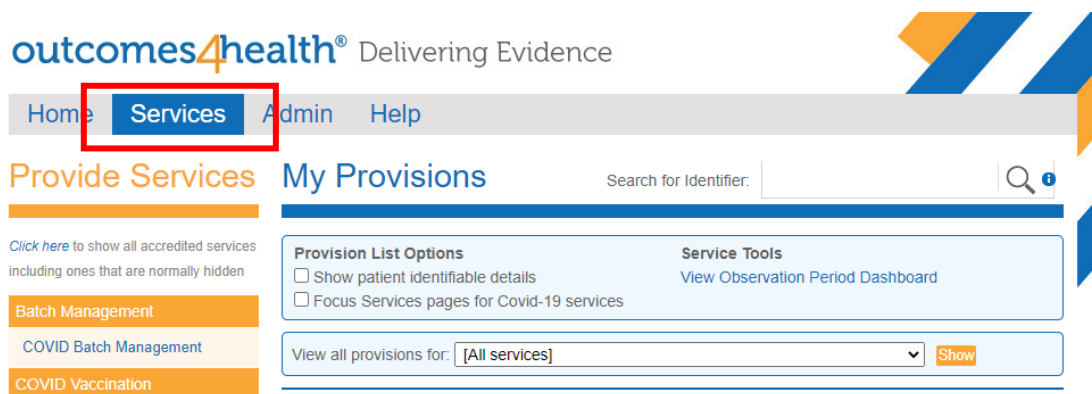 outcomes4health® Delivering Evidence
Home Services Admin Help
Provide Services
Click here to show all accredited services
including ones that are normally hidden
Batch Management
COVID Batch Management
COVID Vaccination
My Provisions
Search for Identifier:
Provision List Options
Show patient identifiable details
Focus Services pages for Covid-19 services
Service Tools
View Observation Period Dashboard
View all provisions for: [All services] Show